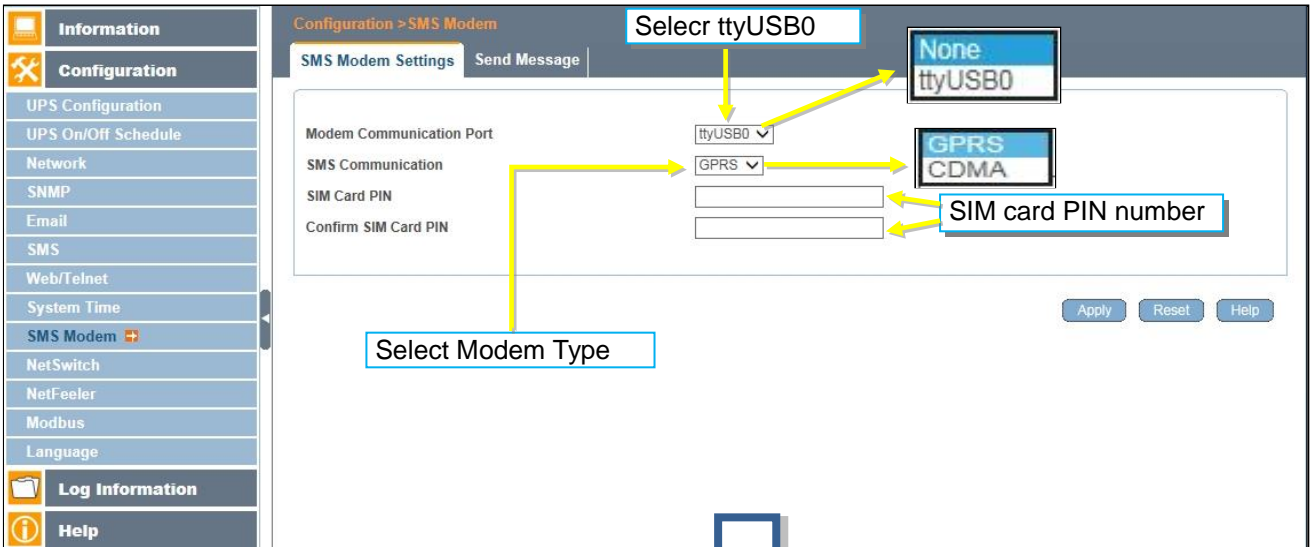 Information
Configuration
UPS Configuration
UPS On/Off Schedule
Network
SNMP
Email
SMS
Web/Telnet
System Time
SMS Modem
NetSwitch
NetFeeler
Modbus
Language
Log Information
Help
Configuration > SMS Modem
Selecr ttyUSB0
SMS Modem Settings Send Message
None
ttyUSB0
Modem Communication Port ttyUSB0
SMS Communication GPRS
GPRS
CDMA
SIM Card PIN
SIM card PIN number
Confirm SIM Card PIN
Apply Reset Help
Select Modem Type